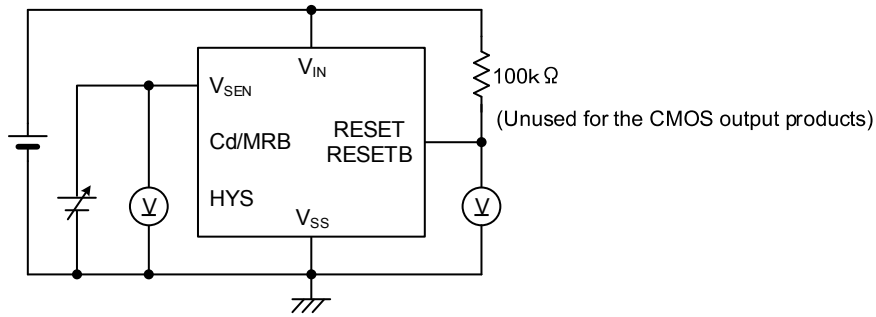 V_IN
V_SEN
100kΩ
(Unused for the CMOS output products)
Cd/MRB
RESET
RESETB
HYS
V
V
V_SS